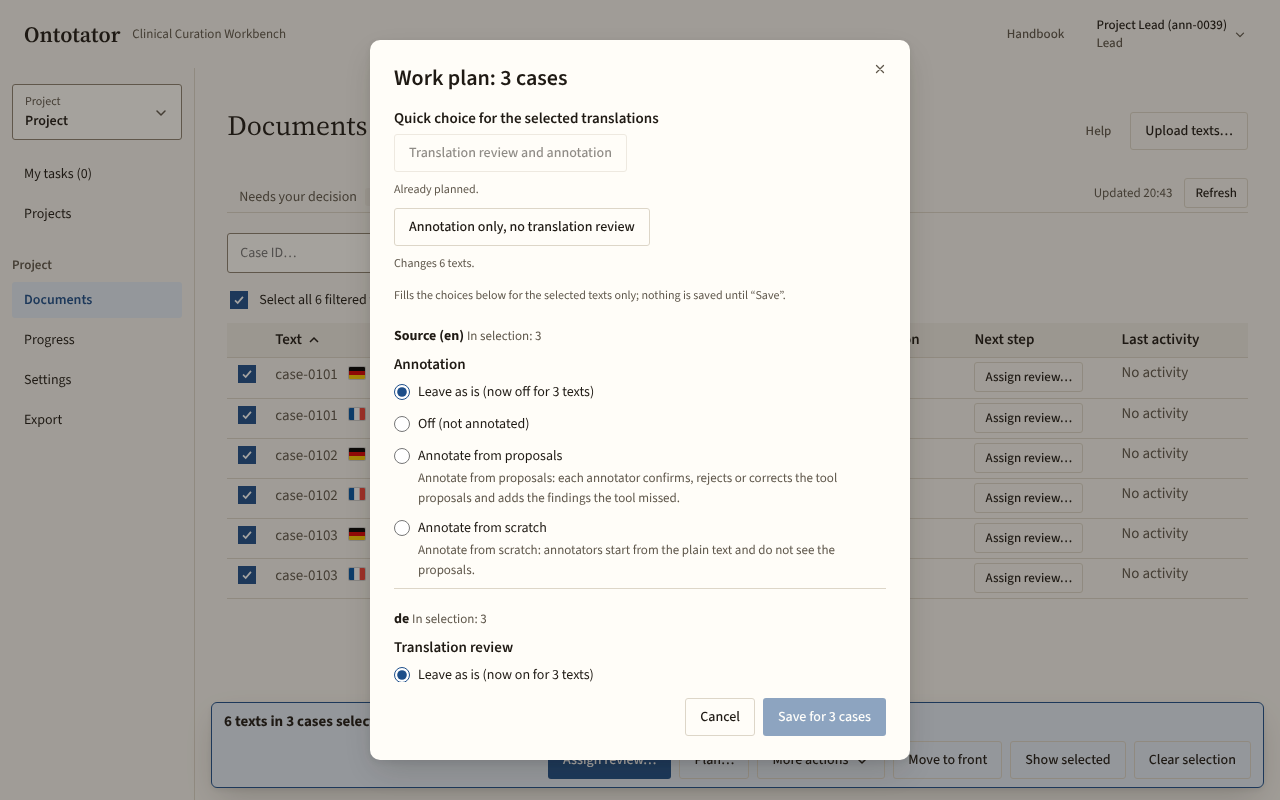 Ontotator
Clinical Curation Workbench
Handbook
Project Lead (ann-0039)
Lead
Project
Project
My tasks (0)
Projects
Project
Documents
Progress
Settings
Export
Documents
Help
Upload texts…
Needs your decision
Updated 20:43
Refresh
Case ID…
Select all 6 filtered
Text
Next step
Last activity
case-0101
Assign review…
No activity
case-0101
Assign review…
No activity
case-0102
Assign review…
No activity
case-0102
Assign review…
No activity
case-0103
Assign review…
No activity
case-0103
Assign review…
No activity
6 texts in 3 cases
Assign review…
Plan…
More actions
Move to front
Show selected
Clear selection
Work plan: 3 cases
Quick choice for the selected translations
Translation review and annotation
Already planned.
Annotation only, no translation review
Changes 6 texts.
Fills the choices below for the selected texts only; nothing is saved until “Save”.
Source (en) In selection: 3
Annotation
Leave as is (now off for 3 texts)
Off (not annotated)
Annotate from proposals
Annotate from proposals: each annotator confirms, rejects or corrects the tool
proposals and adds the findings the tool missed.
Annotate from scratch
Annotate from scratch: annotators start from the plain text and do not see the
proposals.
de In selection: 3
Translation review
Leave as is (now on for 3 texts)
Cancel
Save for 3 cases